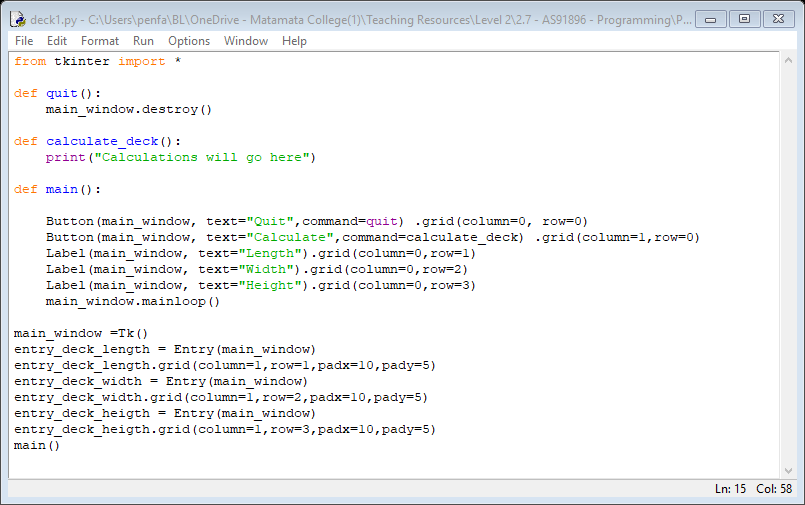 deck1.py - C:\Users\penfa\BL\OneDrive - Matamata College(1)\Teaching Resources\Level 2\2.7 - AS91896 - Programming\P...
File Edit Format Run Options Window Help
from tkinter import *
def quit():
    main_window.destroy()
def calculate_deck():
    print("Calculations will go here")
def main():
    Button(main_window, text="Quit",command=quit) .grid(column=0, row=0)
    Button(main_window, text="Calculate",command=calculate_deck) .grid(column=1,row=0)
    Label(main_window, text="Length").grid(column=0,row=1)
    Label(main_window, text="Width").grid(column=0,row=2)
    Label(main_window, text="Height").grid(column=0,row=3)
    main_window.mainloop()
main_window =Tk()
entry_deck_length = Entry(main_window)
entry_deck_length.grid(column=1,row=1,padx=10,pady=5)
entry_deck_width = Entry(main_window)
entry_deck_width.grid(column=1,row=2,padx=10,pady=5)
entry_deck_heigth = Entry(main_window)
entry_deck_heigth.grid(column=1,row=3,padx=10,pady=5)
main()
Ln: 15 Col: 58